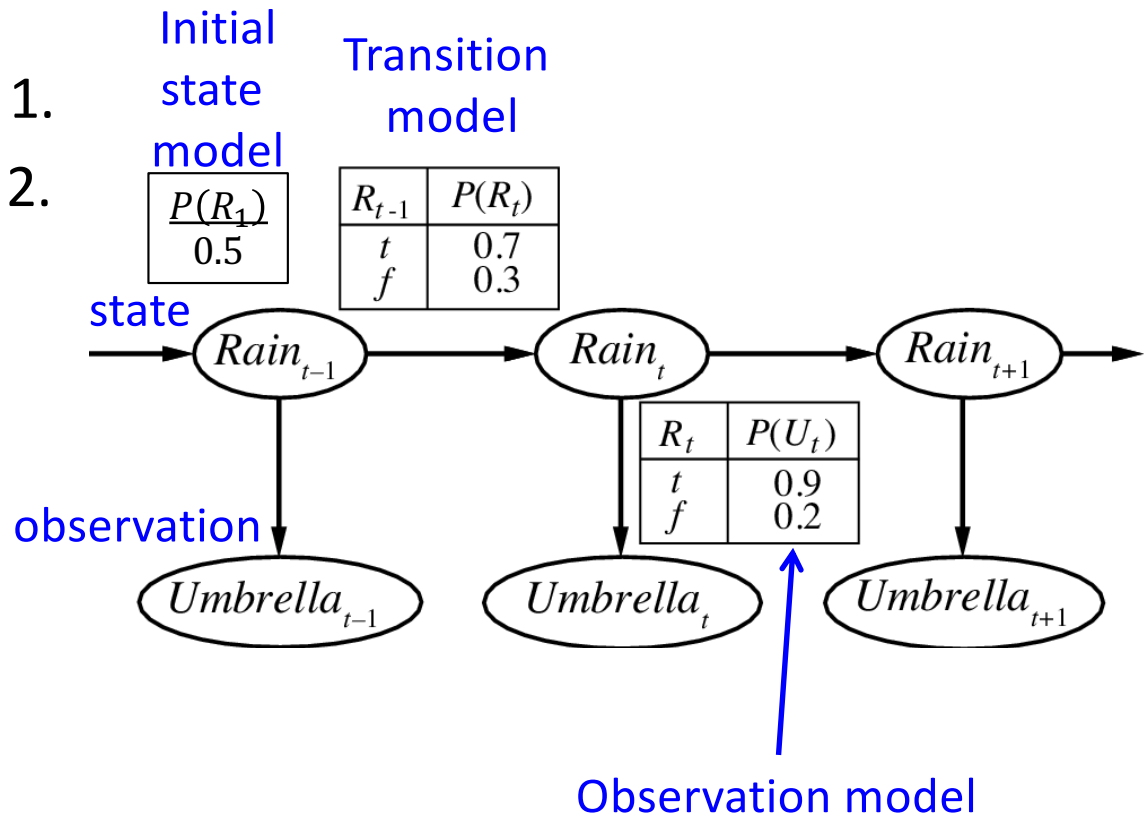 Initial
state
model
Transition
model
1.
2.
P(R₁)
0.5
Rₜ₋₁ P(Rₜ)
t 0.7
f 0.3
state
Rainₜ₋₁
Rainₜ
Rainₜ₊₁
Rₜ P(Uₜ)
t 0.9
f 0.2
observation
Umbrellaₜ₋₁
Umbrellaₜ
Umbrellaₜ₊₁
Observation model